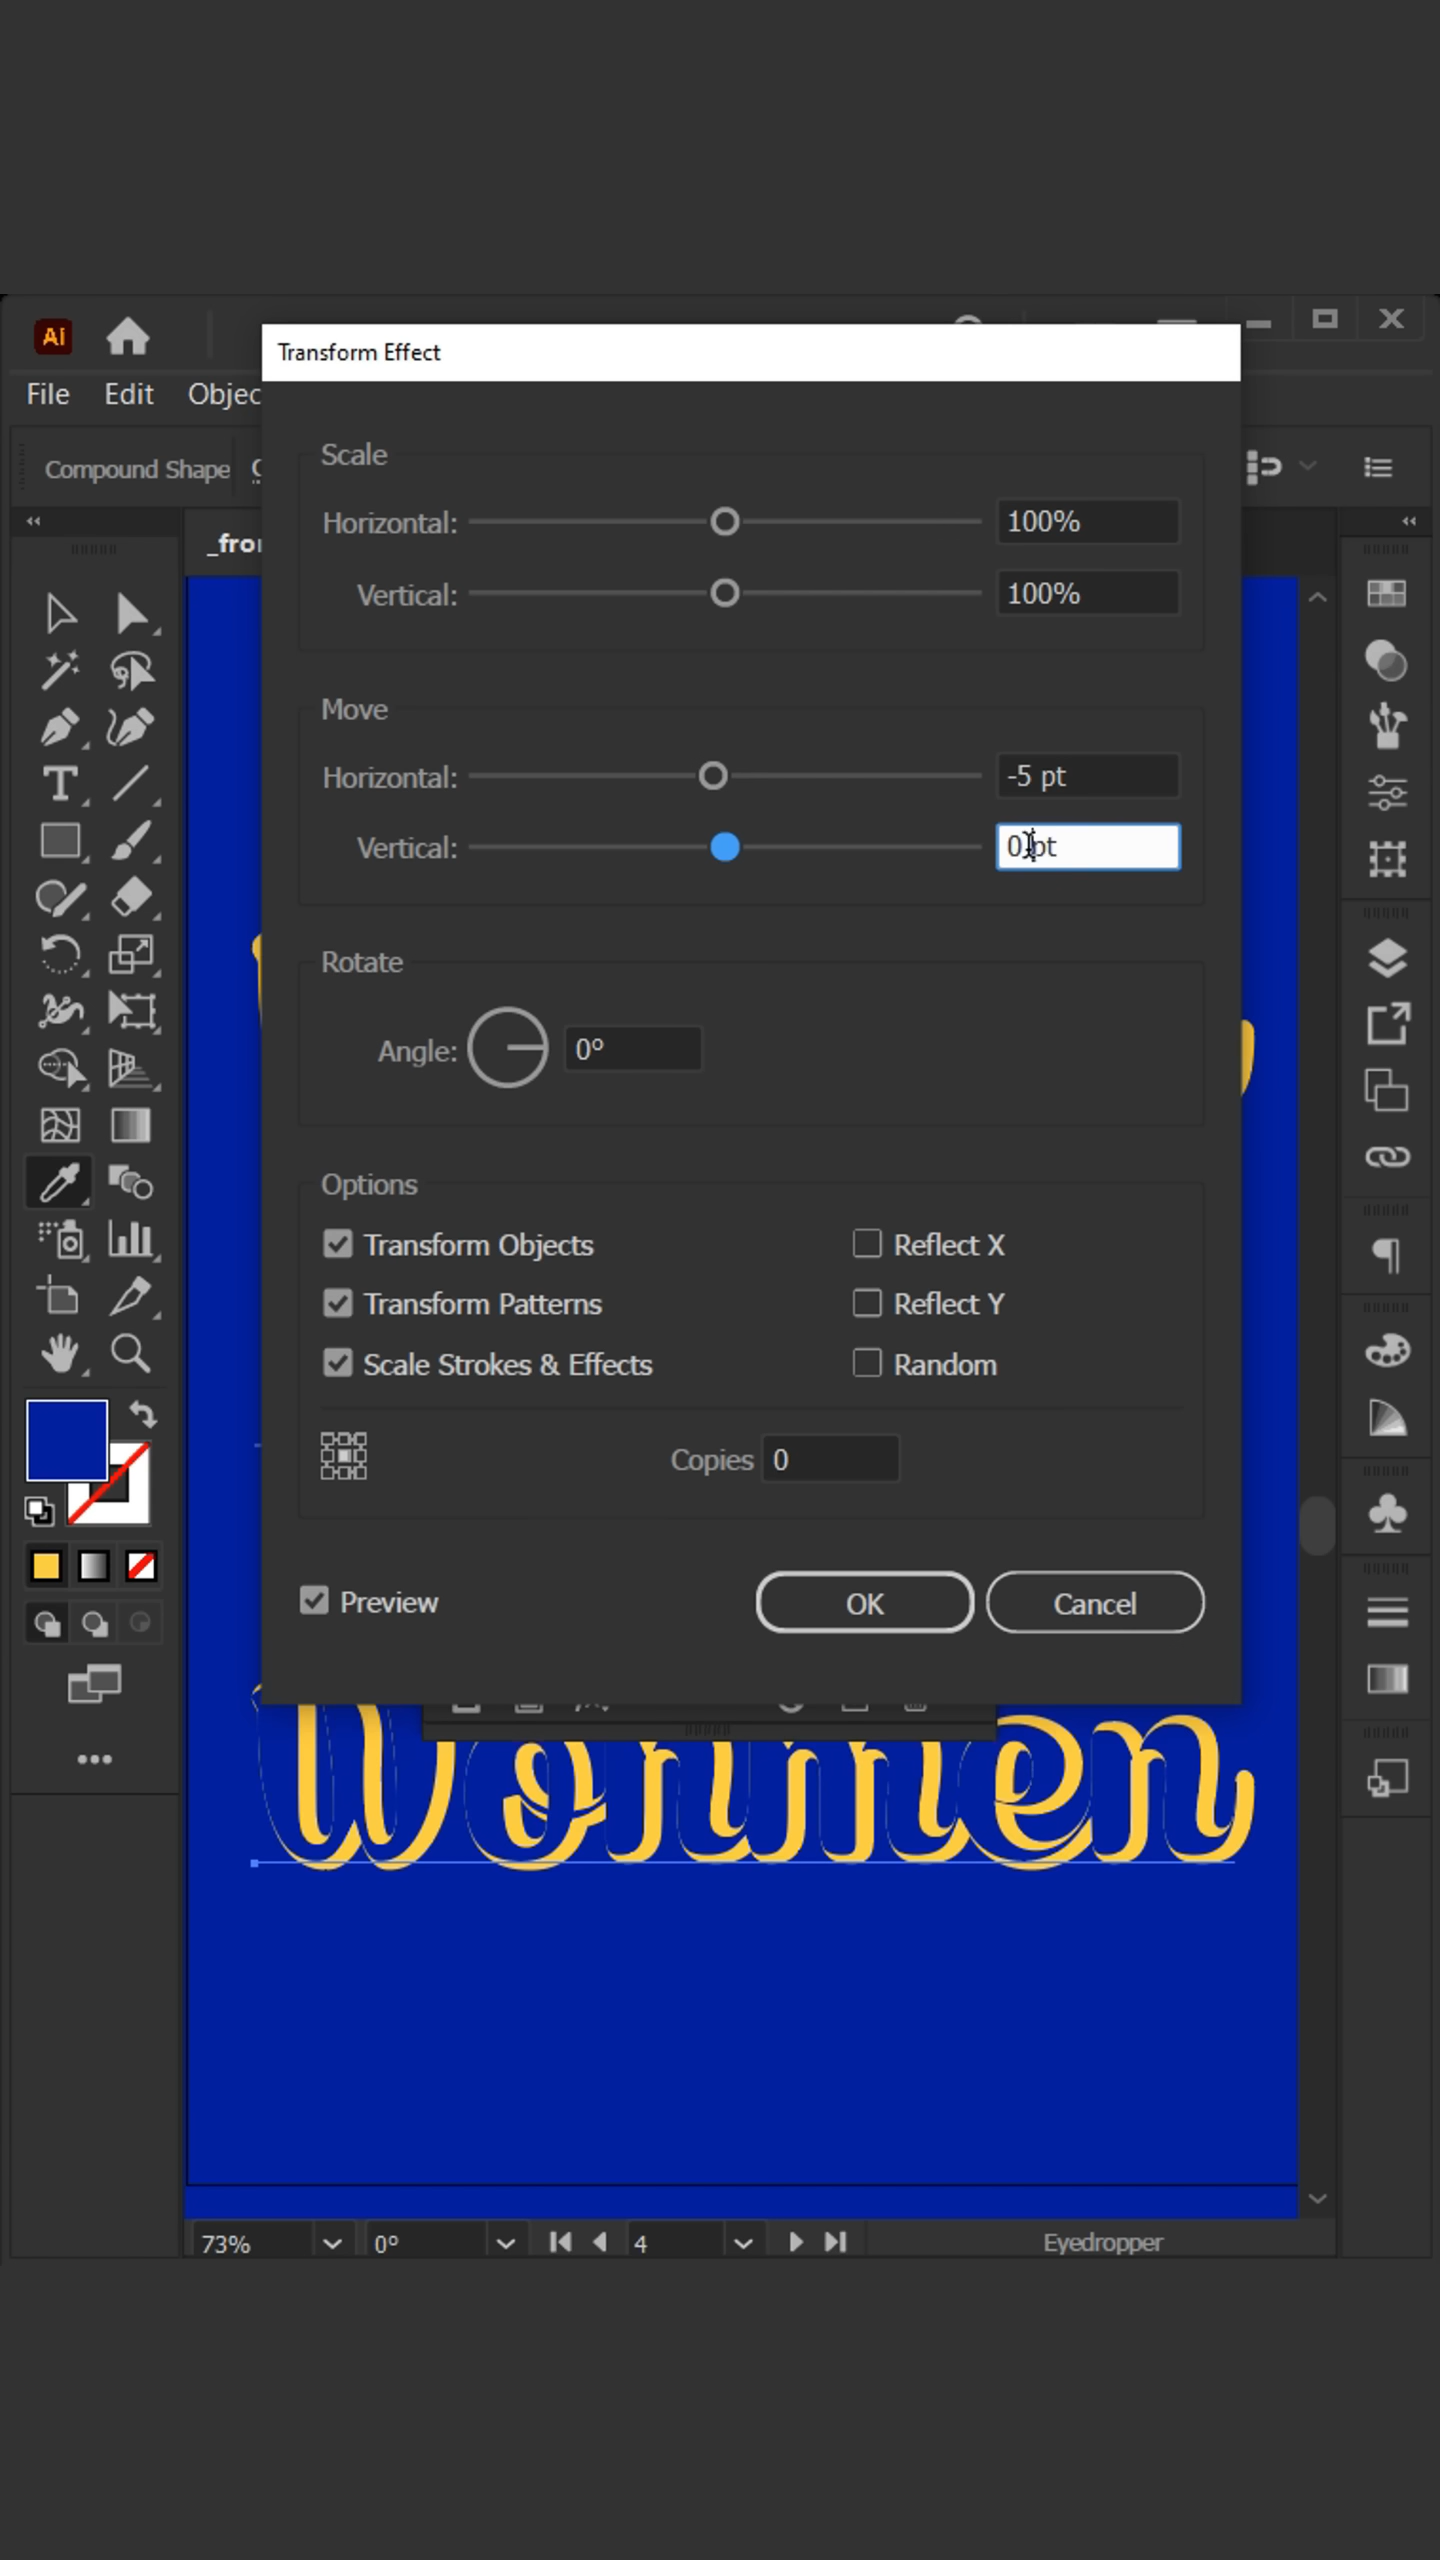 Ai
Transform Effect
File Edit Objec
Compound Shape
_fro
Scale
Horizontal: 100%
Vertical: 100%
Move
Horizontal: -5 pt
Vertical: 0 pt
Rotate
Angle: 0°
Options
Transform Objects Reflect X
Transform Patterns Reflect Y
Scale Strokes & Effects Random
Copies 0
Preview OK Cancel
Women
73% 0° 4 Eyedropper